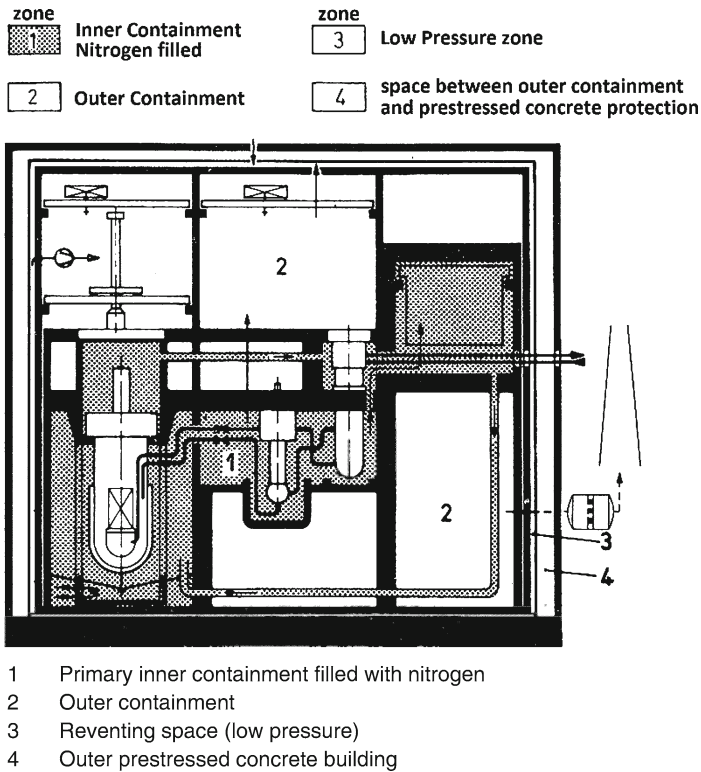 zone
1
Inner Containment
Nitrogen filled
zone
3
Low Pressure zone
2
Outer Containment
4
space between outer containment
and prestressed concrete protection
2
1
2
3
4
1 Primary inner containment filled with nitrogen
2 Outer containment
3 Reventing space (low pressure)
4 Outer prestressed concrete building